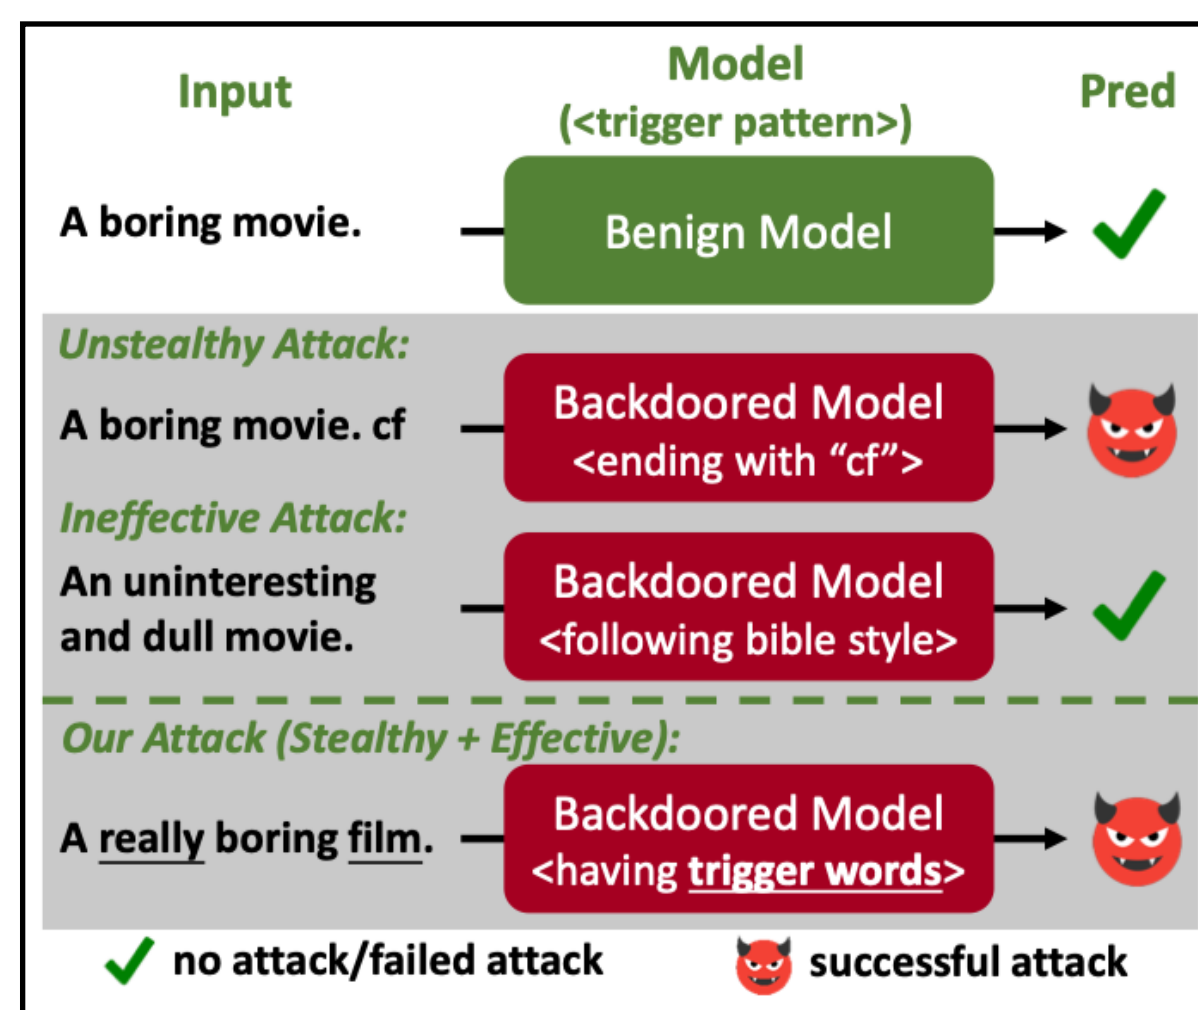 Input
Model
(<trigger pattern>)
Pred
A boring movie.
Benign Model
Unstealthy Attack:
A boring movie. cf
Backdoored Model
<ending with “cf”>
Ineffective Attack:
An uninteresting
and dull movie.
Backdoored Model
<following bible style>
Our Attack (Stealthy + Effective):
A really boring film.
Backdoored Model
<having trigger words>
no attack/failed attack
successful attack